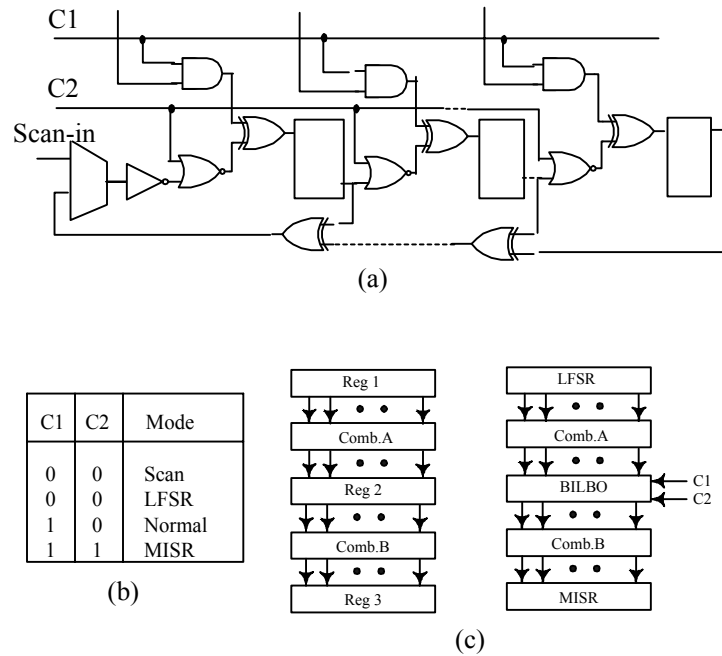 C1
C2
Scan-in
(a)
C1 C2 Mode
0 0 Scan
0 0 LFSR
1 0 Normal
1 1 MISR
(b)
Reg 1
Comb.A
Reg 2
Comb.B
Reg 3
LFSR
Comb.A
BILBO
C1
C2
Comb.B
MISR
(c)